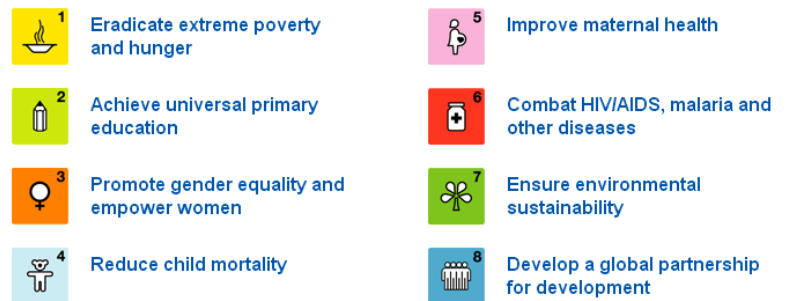 1
Eradicate extreme poverty
and hunger
2
Achieve universal primary
education
3
Promote gender equality and
empower women
4
Reduce child mortality
5
Improve maternal health
6
Combat HIV/AIDS, malaria and
other diseases
7
Ensure environmental
sustainability
8
Develop a global partnership
for development